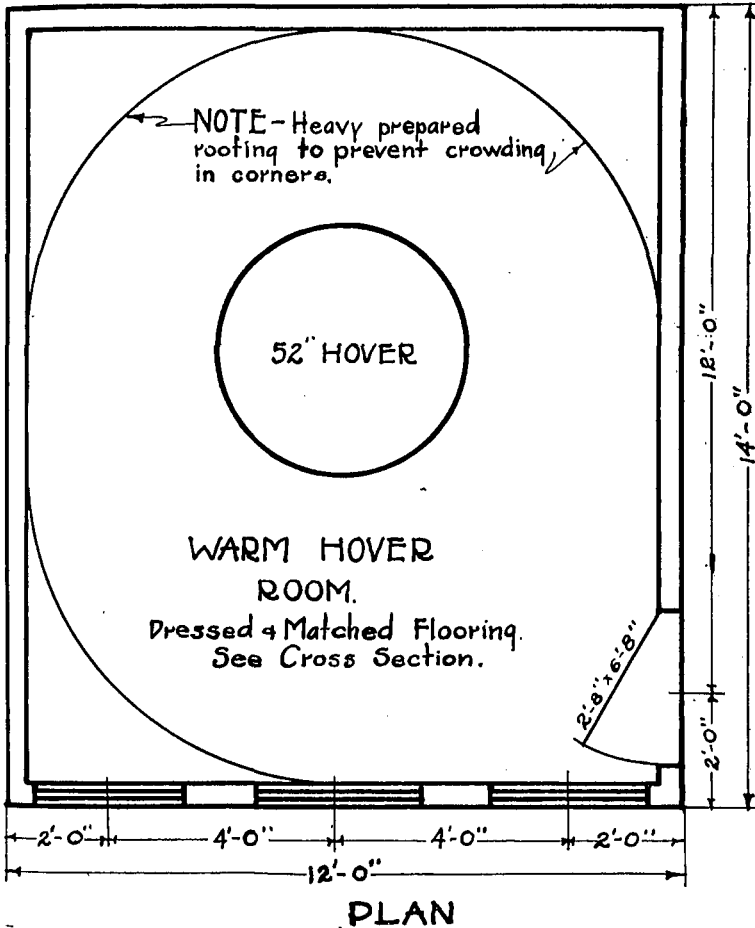 NOTE - Heavy prepared
roofing to prevent crowding
in corners.
52" HOVER
12'-0"
14'-0"
WARM HOVER
ROOM.
Dressed & Matched Flooring.
See Cross Section.
2'-8" x 6'-8"
2'-0"
2'-0" 4'-0" 4'-0" 2'-0"
12'-0"
PLAN